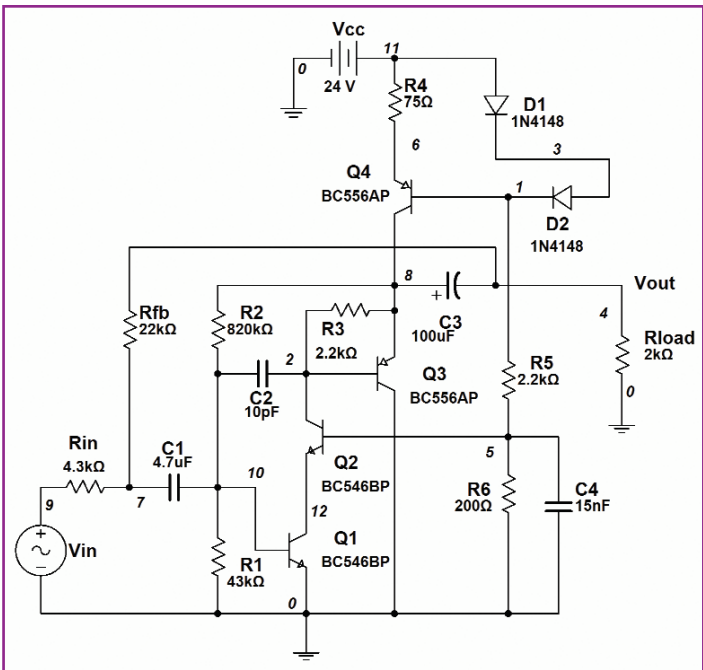 Vcc
11
0
24 V
R4
75Ω
D1
1N4148
6
3
Q4
BC556AP
1
D2
1N4148
8
Vout
Rfb
22kΩ
R2
820kΩ
R3
2.2kΩ
+
C3
100uF
4
Rload
2kΩ
2
C2
10pF
Q3
BC556AP
R5
2.2kΩ
0
Rin
4.3kΩ
C1
4.7uF
9
7
10
Q2
BC546BP
5
R6
200Ω
C4
15nF
12
Q1
BC546BP
+
Vin
–
R1
43kΩ
0